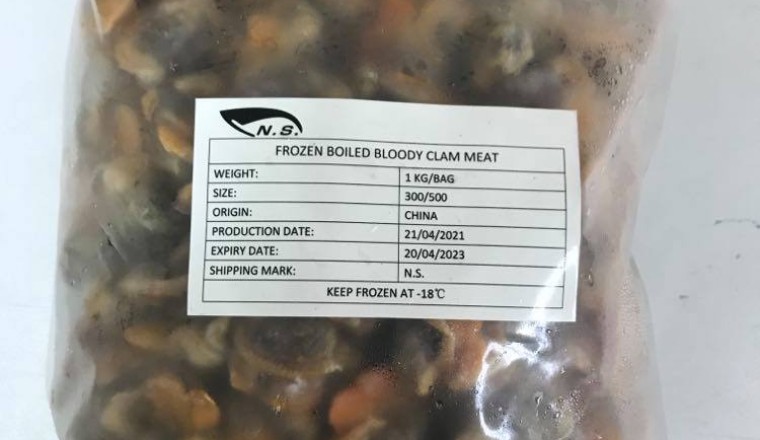 N.S.
FROZEN BOILED BLOODY CLAM MEAT
WEIGHT: 1 KG/BAG
SIZE: 300/500
ORIGIN: CHINA
PRODUCTION DATE: 21/04/2021
EXPIRY DATE: 20/04/2023
SHIPPING MARK: N.S.
KEEP FROZEN AT -18℃